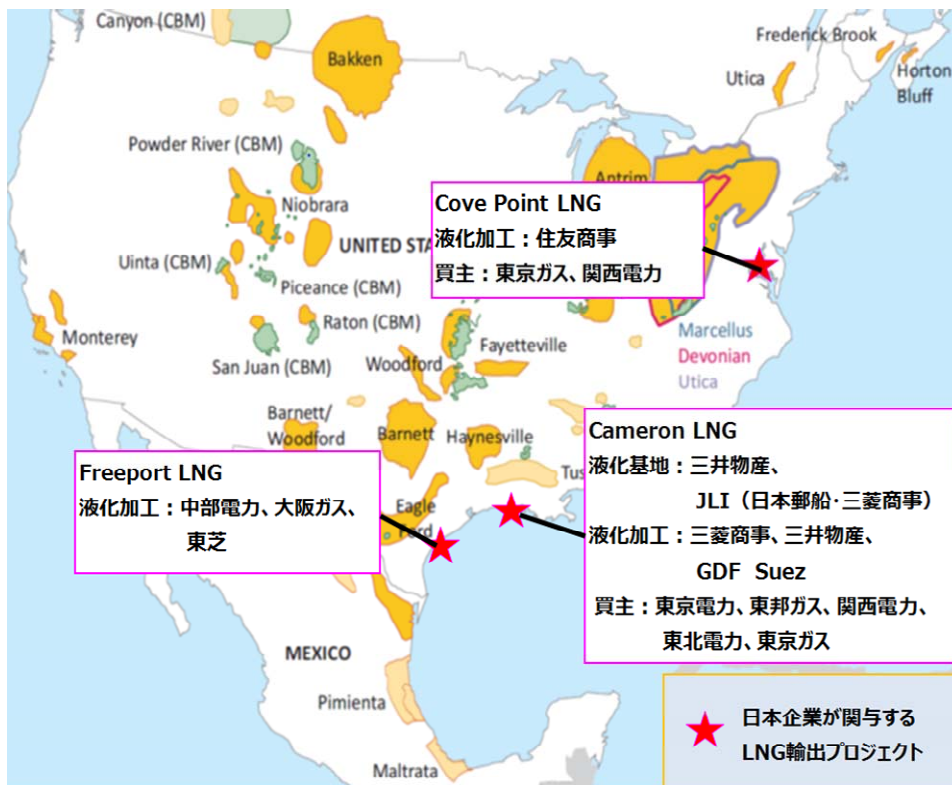 Canyon (CBM)
Bakken
Frederick Brook
Utica
Horton
Bluff
Powder River (CBM)
Antrim
Niobrara
UNITED STA
Uinta (CBM)
Piceance (CBM)
Monterey
Raton (CBM)
San Juan (CBM)
Woodford
Fayetteville
Marcellus
Devonian
Utica
Barnett/
Woodford
Barnett
Haynesville
Tus
Eagle
Ford
Cove Point LNG
液化加工：住友商事
買主：東京ガス、関西電力
Freeport LNG
液化加工：中部電力、大阪ガス、
東芝
Cameron LNG
液化基地：三井物産、
JLI（日本郵船･三菱商事）
液化加工：三菱商事、三井物産、
GDF Suez
買主：東京電力、東邦ガス、関西電力、
東北電力、東京ガス
MEXICO
Pimienta
Maltrata
日本企業が関与する
LNG輸出プロジェクト